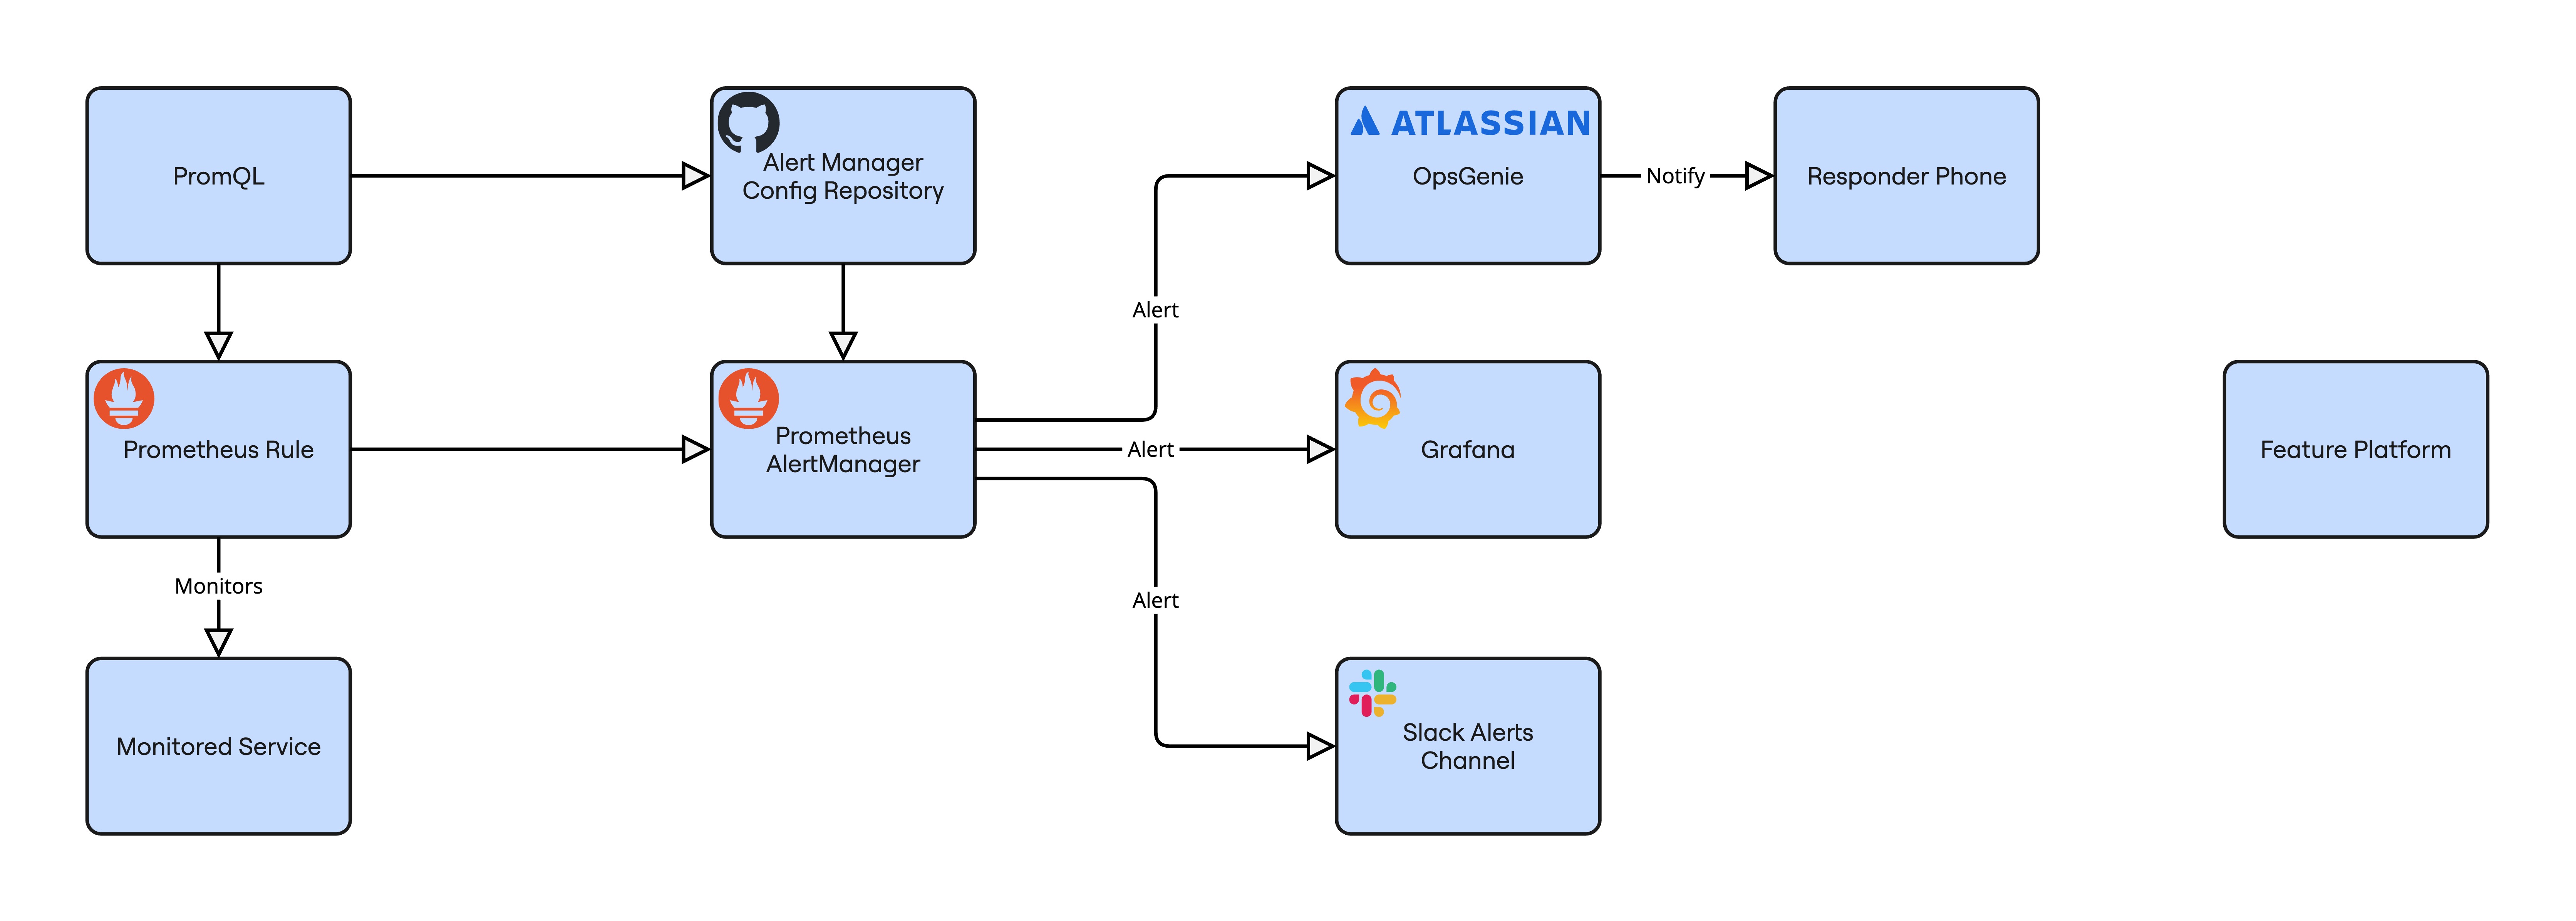 PromQL
Alert Manager
Config Repository
ATLASSIAN
OpsGenie
Notify
Responder Phone
Alert
Prometheus Rule
Prometheus
AlertManager
Alert
Grafana
Feature Platform
Monitors
Alert
Monitored Service
Slack Alerts
Channel